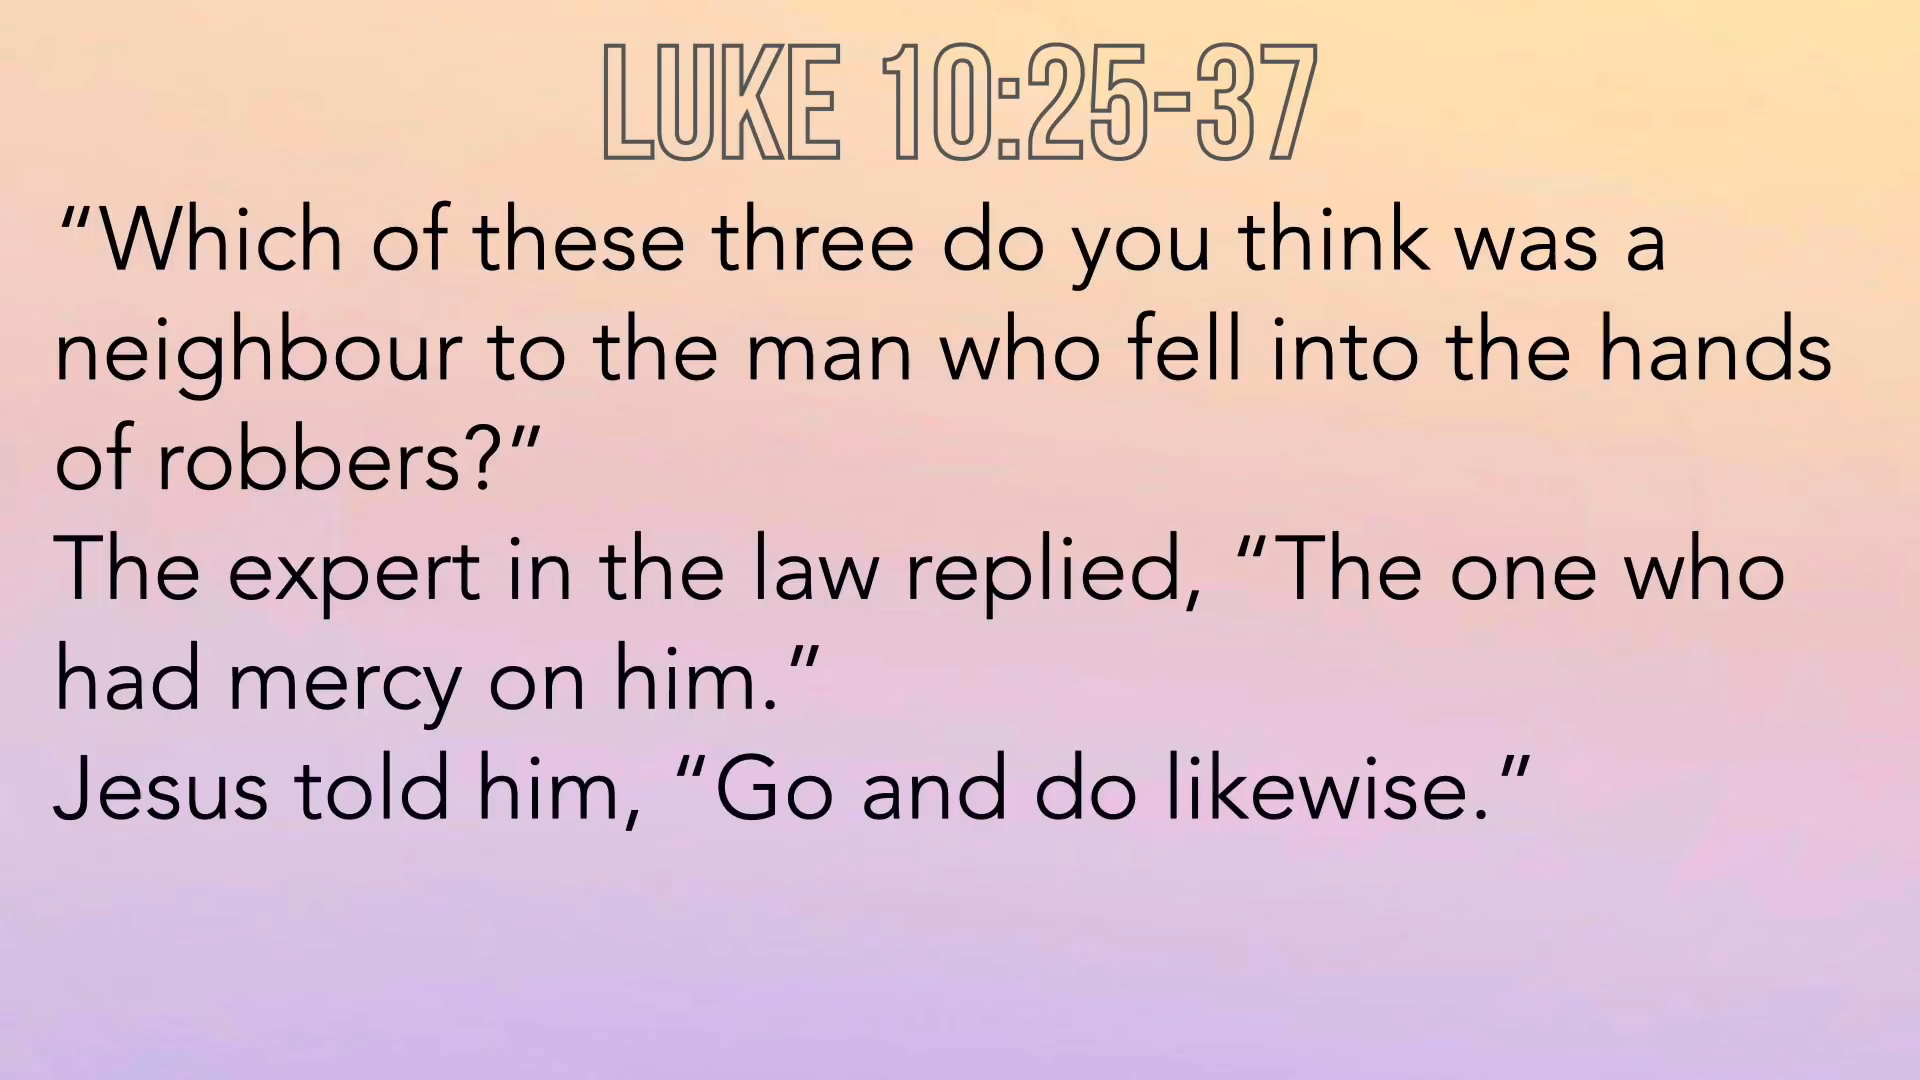 LUKE 10:25-37
“Which of these three do you think was a
neighbour to the man who fell into the hands
of robbers?”
The expert in the law replied, “The one who
had mercy on him.”
Jesus told him, “Go and do likewise.”